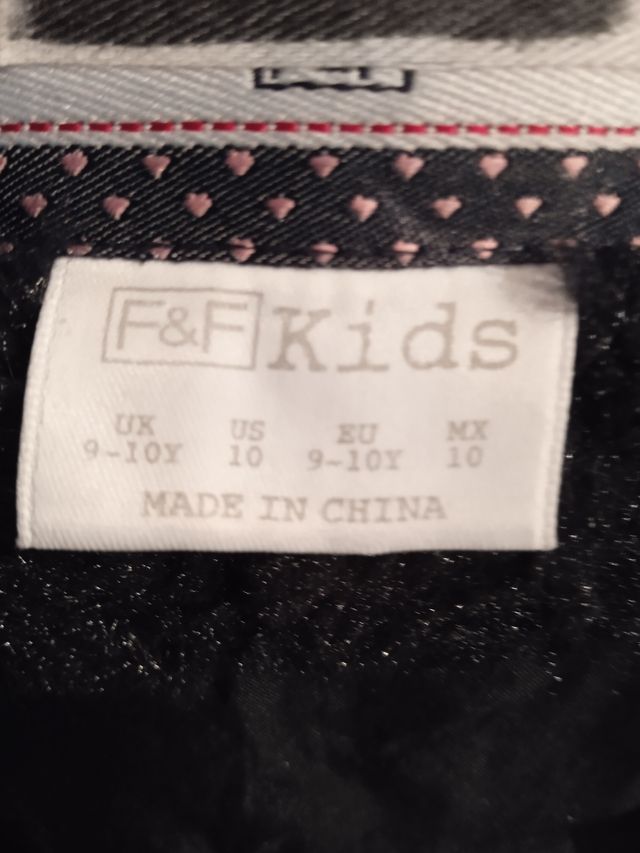 F&F Kids
UK US EU MX
9-10Y 10 9-10Y 10
MADE IN CHINA